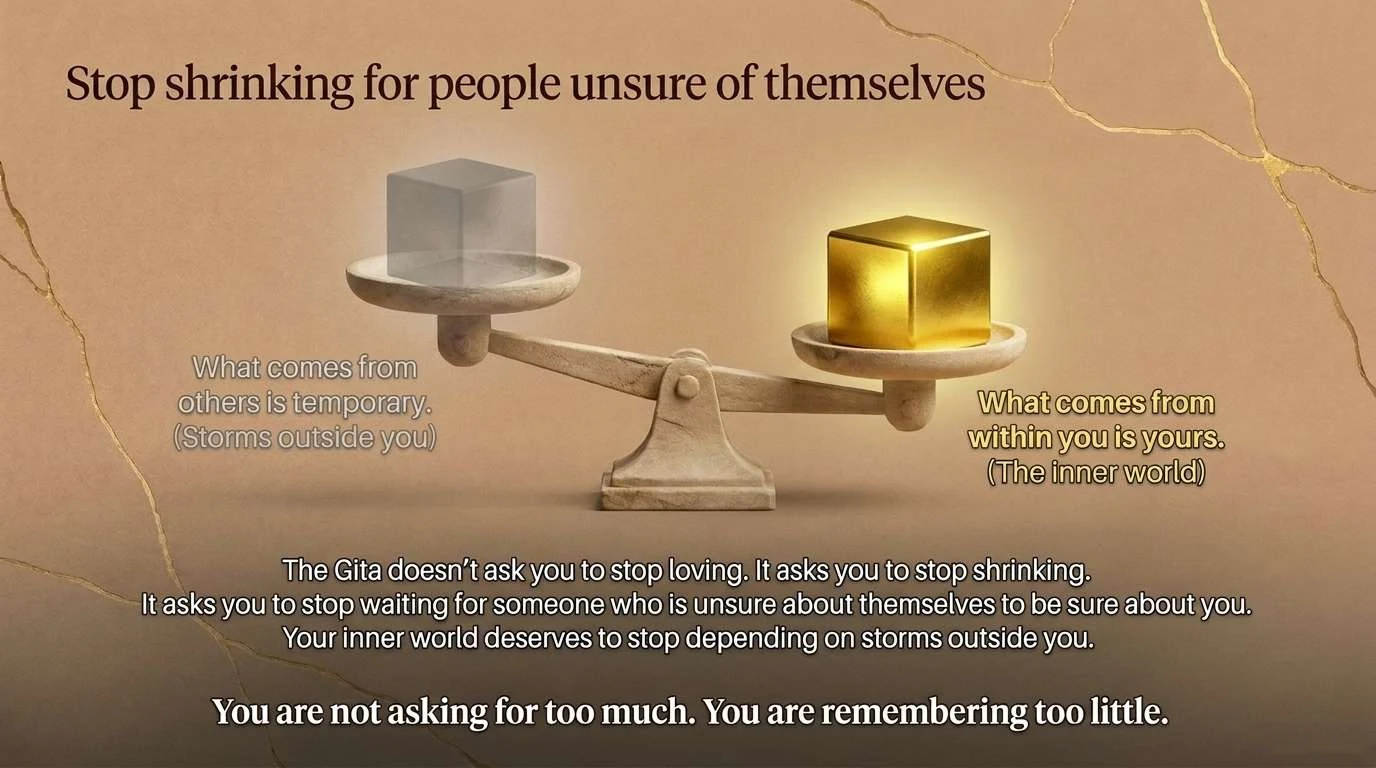 Stop shrinking for people unsure of themselves
What comes from
others is temporary.
(Storms outside you)
What comes from
within you is yours.
(The inner world)
The Gita doesn’t ask you to stop loving. It asks you to stop shrinking.
It asks you to stop waiting for someone who is unsure about themselves to be sure about you.
Your inner world deserves to stop depending on storms outside you.
You are not asking for too much. You are remembering too little.